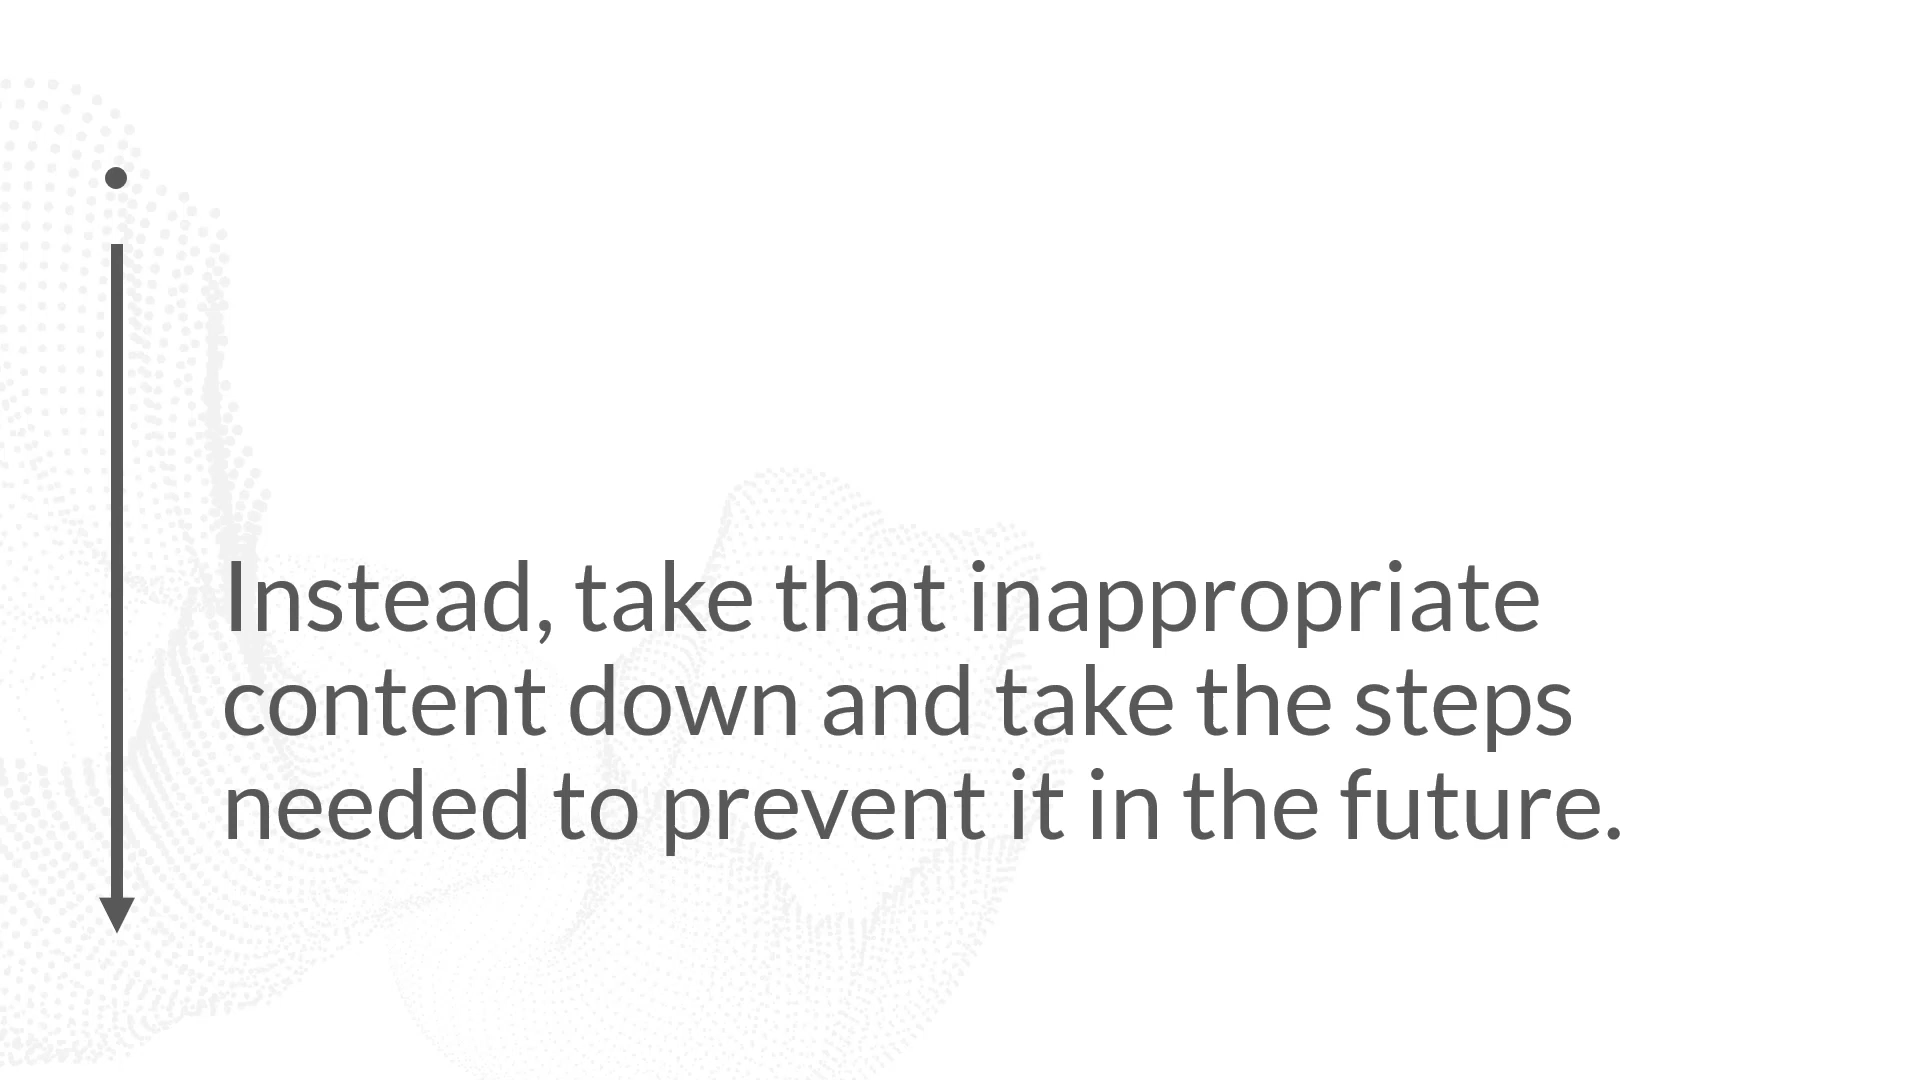 Instead, take that inappropriate
content down and take the steps
needed to prevent it in the future.